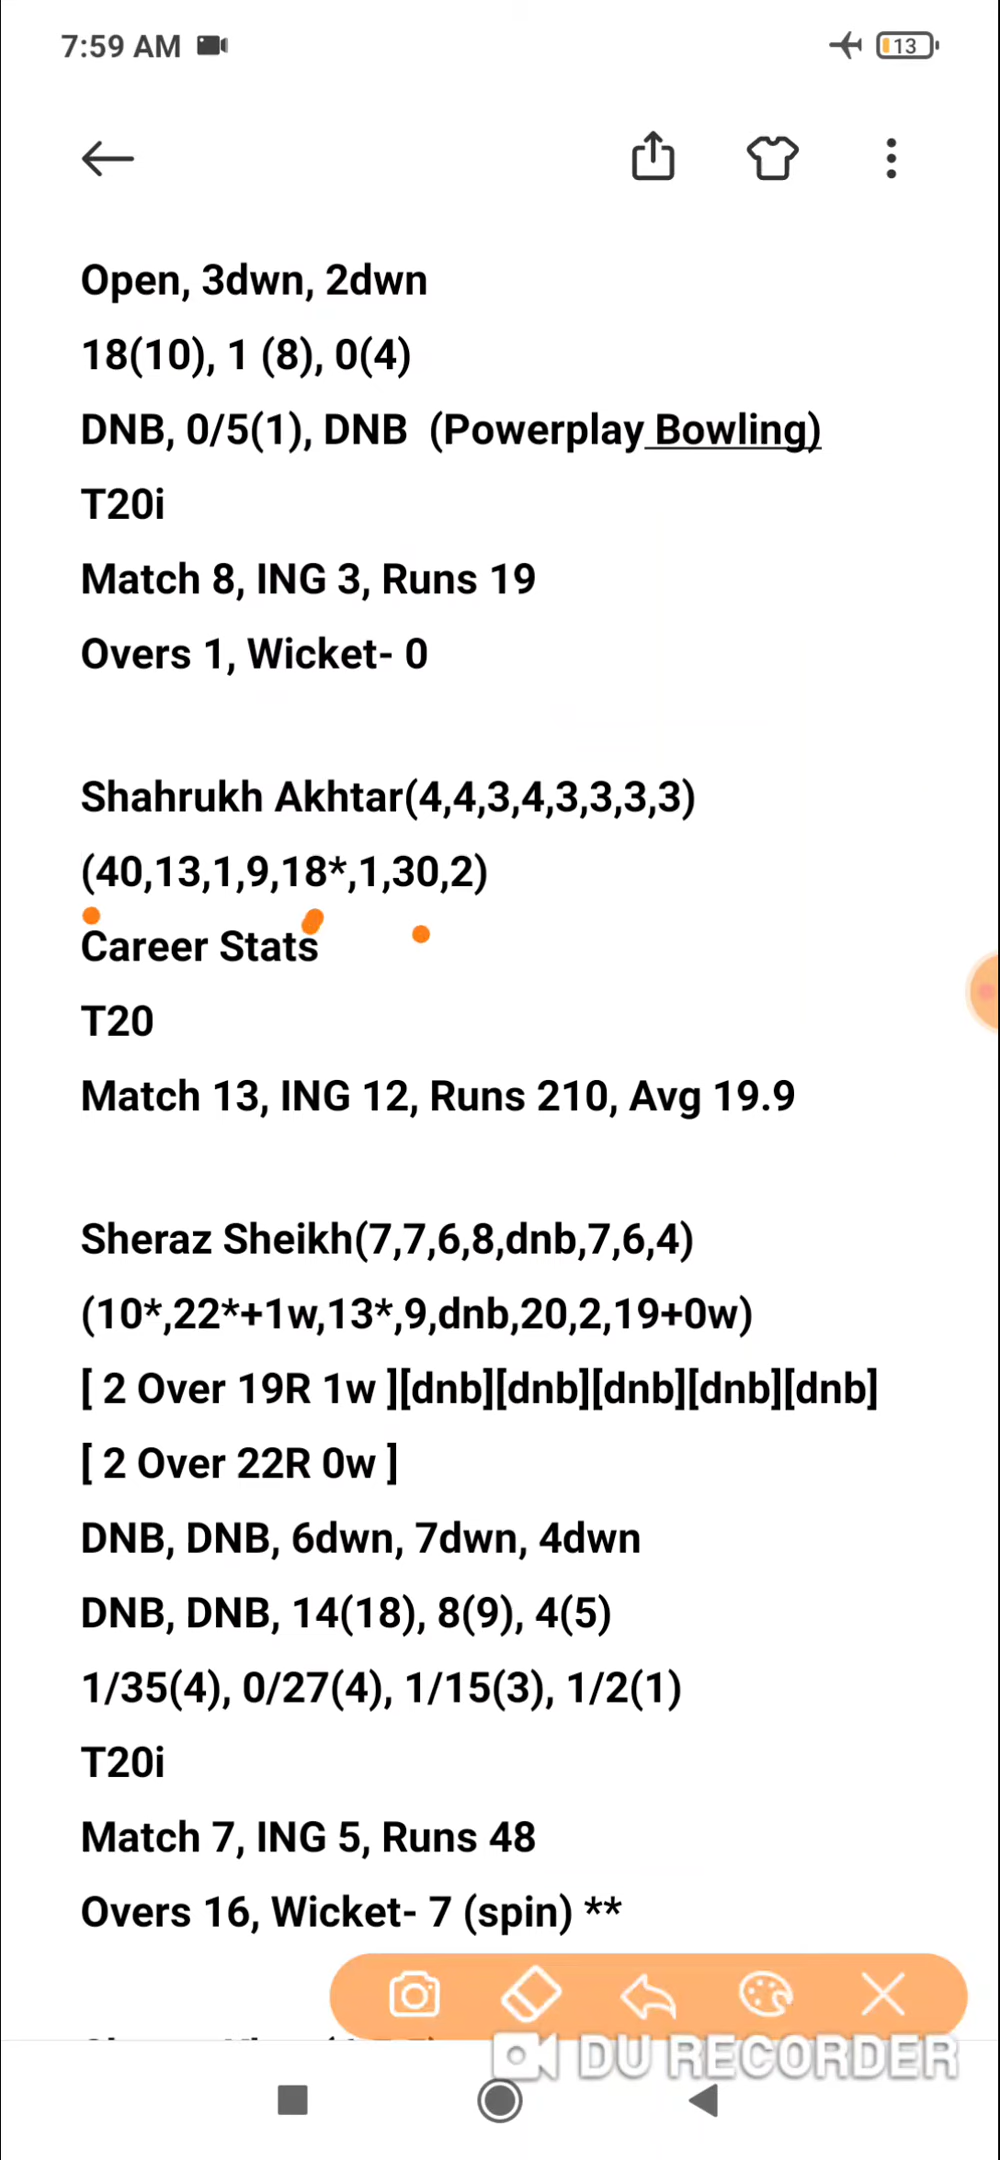 7:59 AM
13
Open, 3dwn, 2dwn
18(10), 1 (8), 0(4)
DNB, 0/5(1), DNB  (Powerplay Bowling)
T20i
Match 8, ING 3, Runs 19
Overs 1, Wicket- 0
Shahrukh Akhtar(4,4,3,4,3,3,3,3)
(40,13,1,9,18*,1,30,2)
Career Stats
T20
Match 13, ING 12, Runs 210, Avg 19.9
Sheraz Sheikh(7,7,6,8,dnb,7,6,4)
(10*,22*+1w,13*,9,dnb,20,2,19+0w)
[ 2 Over 19R 1w ][dnb][dnb][dnb][dnb][dnb]
[ 2 Over 22R 0w ]
DNB, DNB, 6dwn, 7dwn, 4dwn
DNB, DNB, 14(18), 8(9), 4(5)
1/35(4), 0/27(4), 1/15(3), 1/2(1)
T20i
Match 7, ING 5, Runs 48
Overs 16, Wicket- 7 (spin) **
DU RECORDER